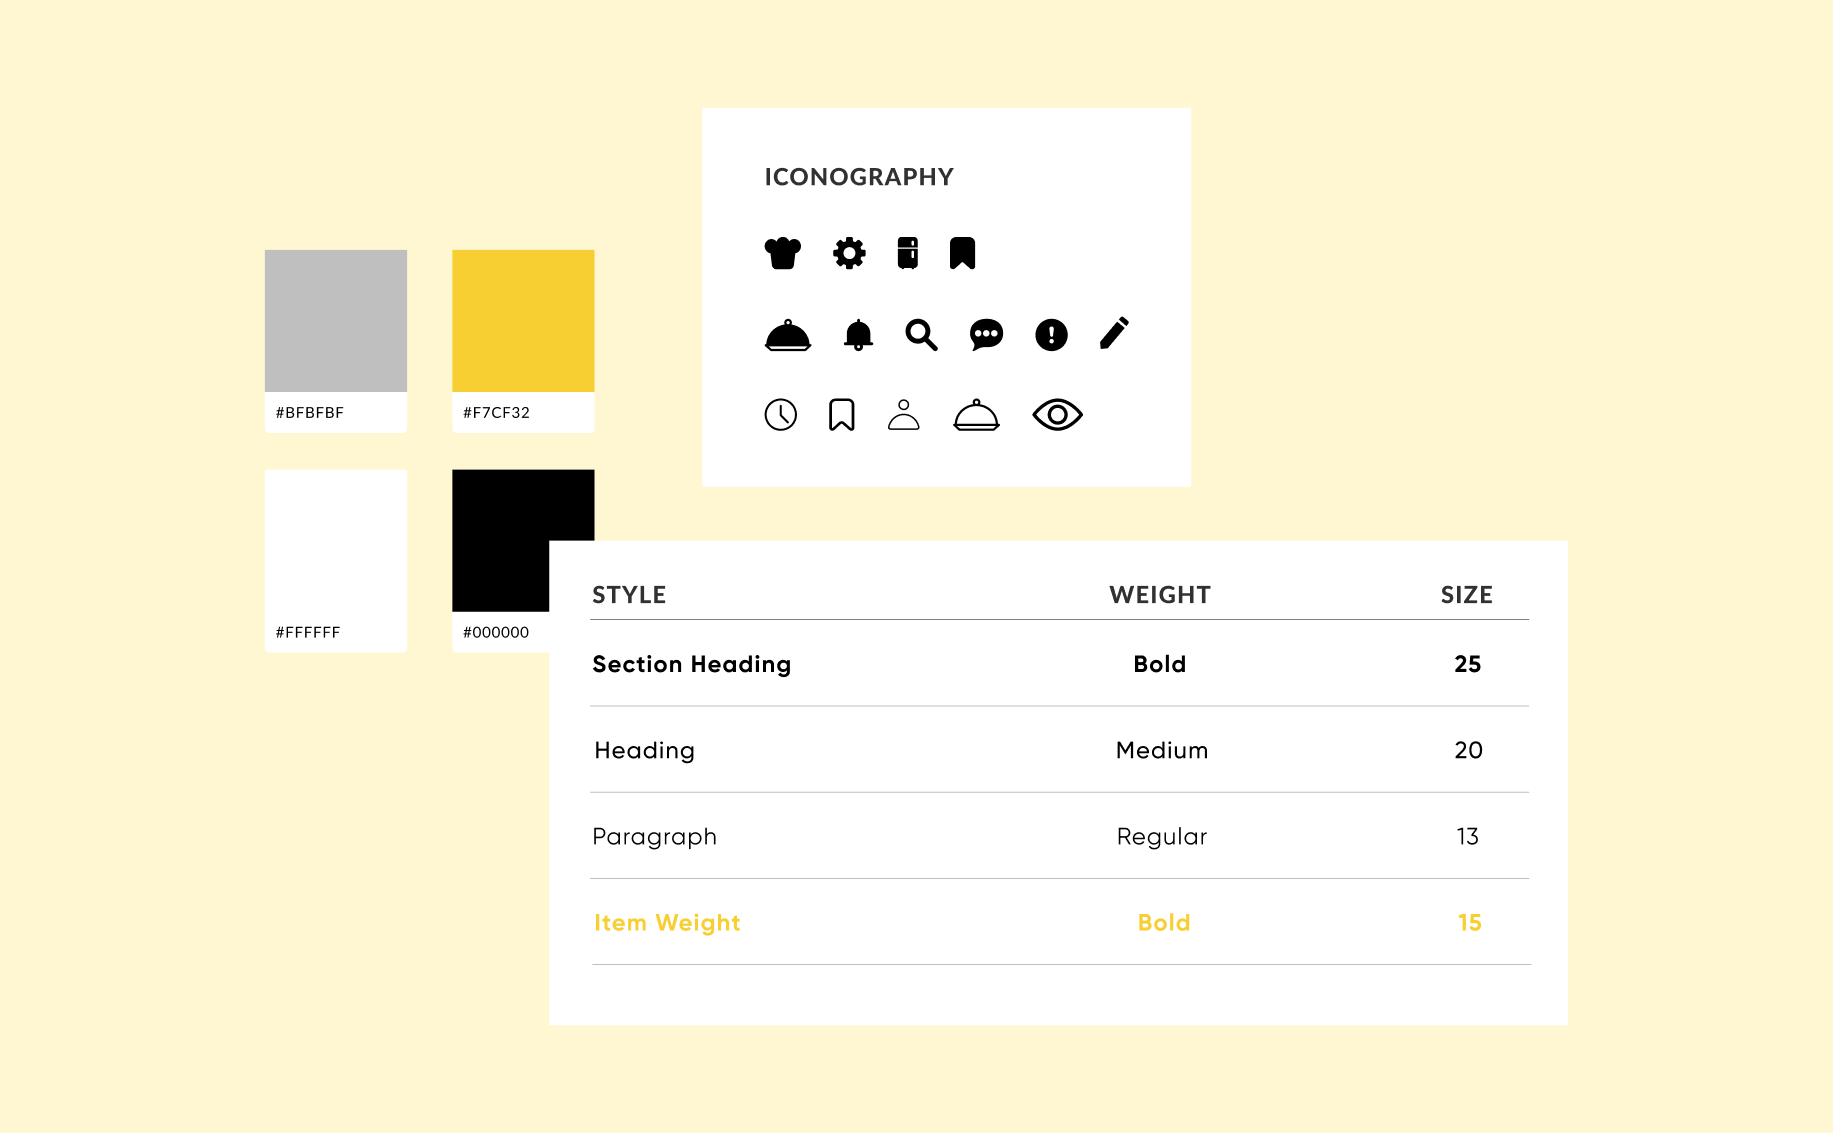 ICONOGRAPHY
#BFBFBF #F7CF32
#FFFFFF #000000
STYLE WEIGHT SIZE
Section Heading Bold 25
Heading Medium 20
Paragraph Regular 13
Item Weight Bold 15